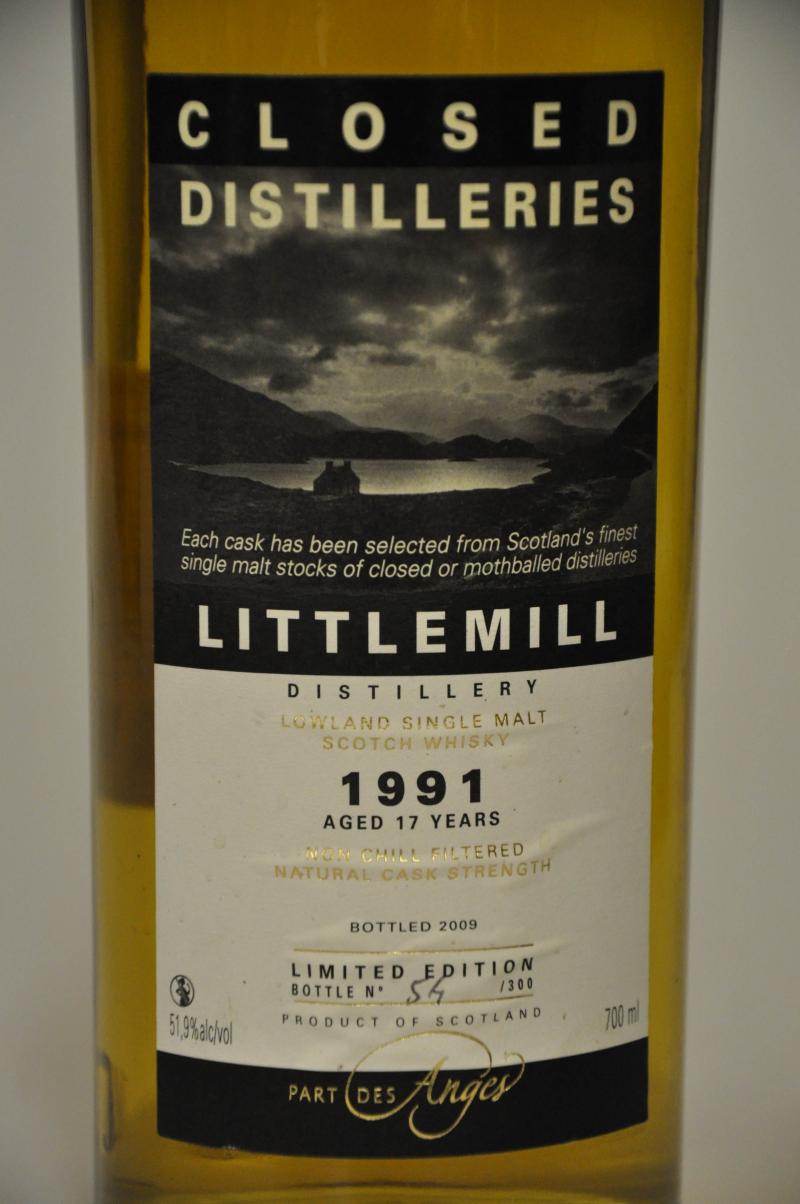 CLOSED
DISTILLERIES
Each cask has been selected from Scotland's finest
single malt stocks of closed or mothballed distilleries
LITTLEMILL
DISTILLERY
LOWLAND SINGLE MALT
SCOTCH WHISKY
1991
AGED 17 YEARS
NON CHILL FILTERED
NATURAL CASK STRENGTH
BOTTLED 2009
LIMITED EDITION
BOTTLE N° 54 /300
PRODUCT OF SCOTLAND
51,9%alc/vol
700 ml
PART DES Anges